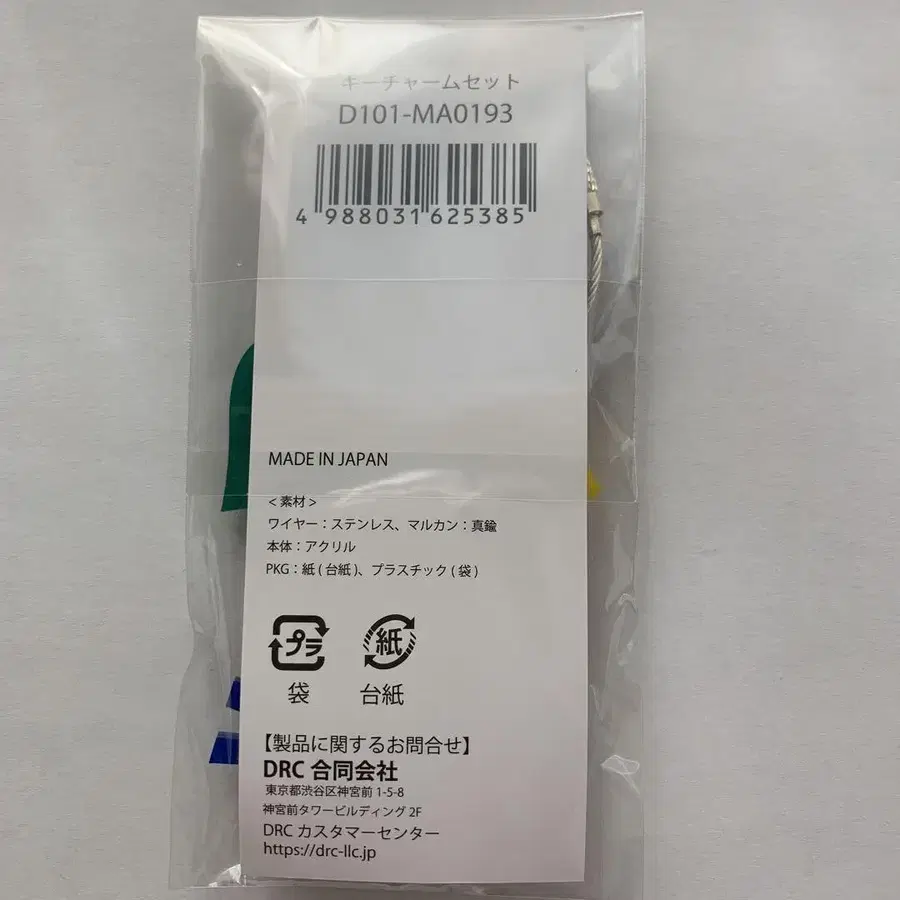 キーチャームセット
D101-MA0193
4 988031 625385
MADE IN JAPAN
<素材>
ワイヤー：ステンレス、マルカン：真鍮
本体：アクリル
PKG：紙(台紙)、プラスチック(袋)
プラ 紙
袋 台紙
【製品に関するお問合せ】
DRC 合同会社
東京都渋谷区神宮前 1-5-8
神宮前タワービルディング 2F
DRC カスタマーセンター
https://drc-llc.jp